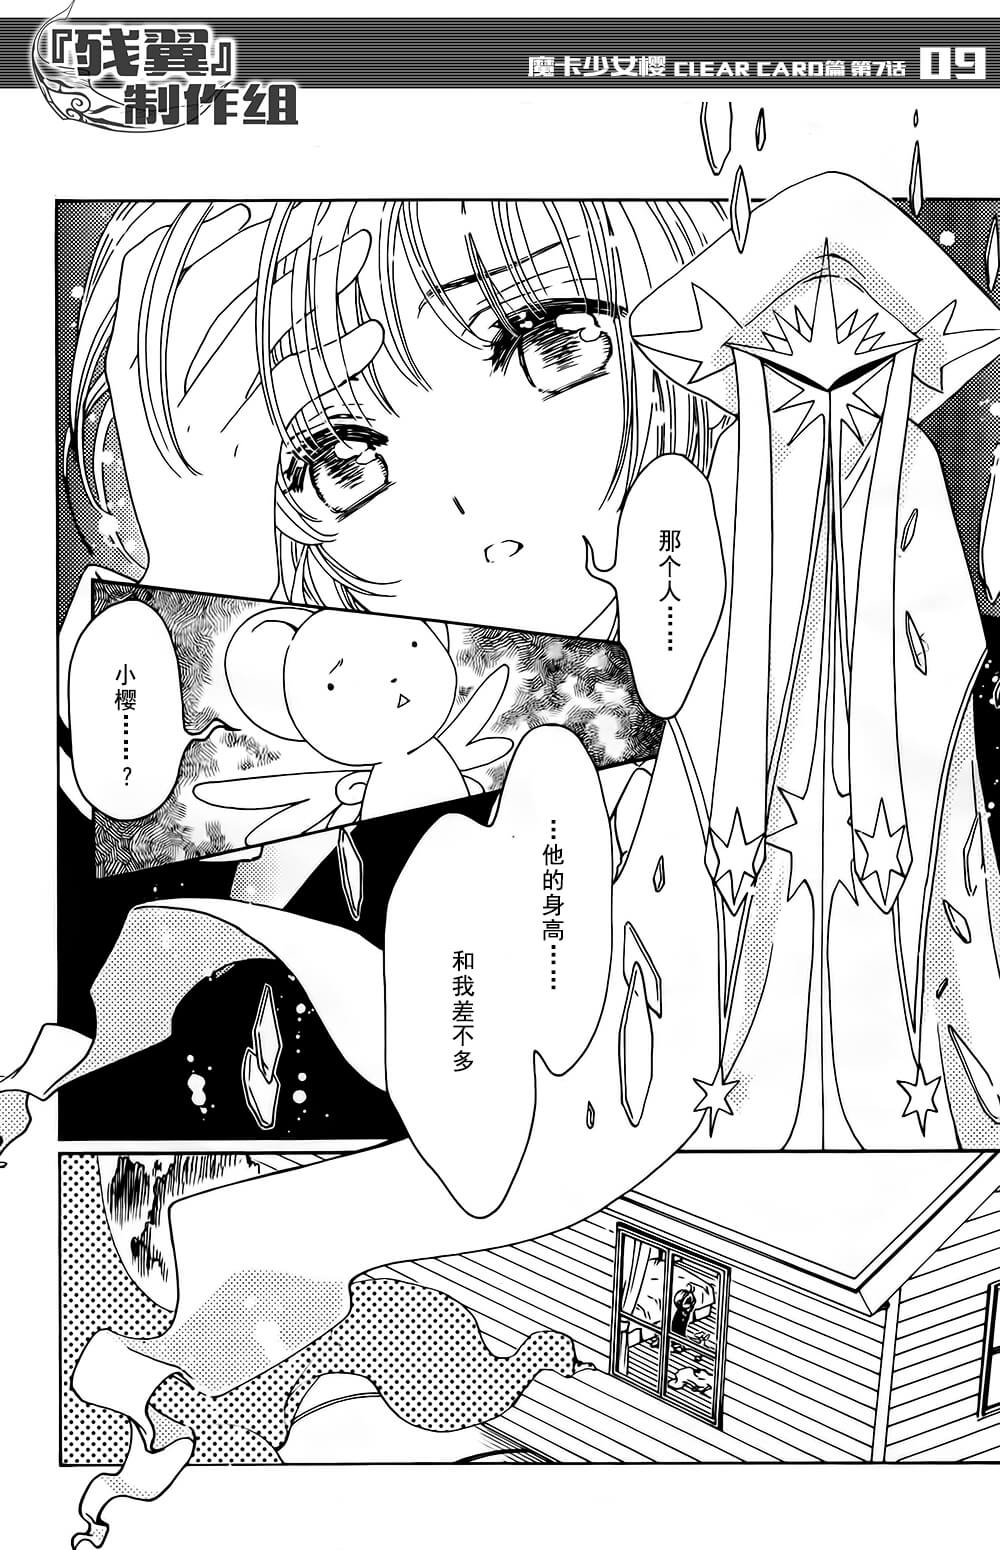 『残翼』
制作组
魔卡少女樱 CLEAR CARD篇 第7话 09
那个人……
小樱……?
…他的身高……
和我差不多